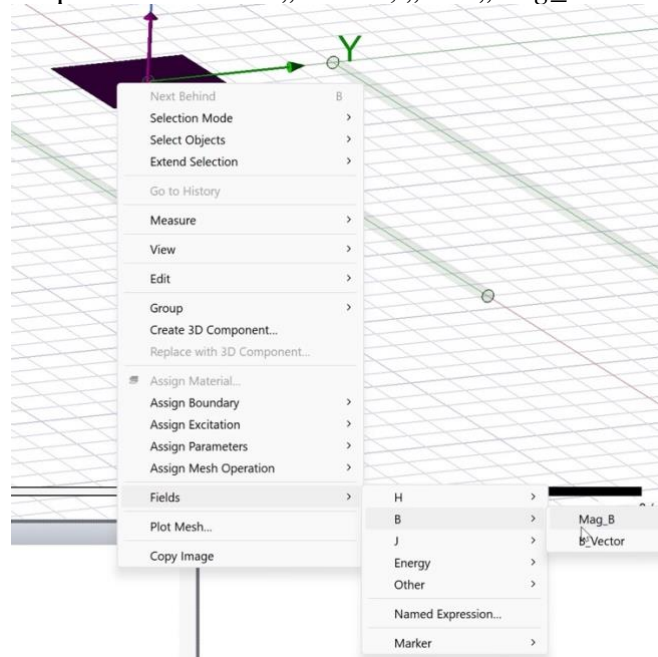 Y
Next Behind B
Selection Mode
Select Objects
Extend Selection
Go to History
Measure
View
Edit
Group
Create 3D Component...
Replace with 3D Component...
Assign Material...
Assign Boundary
Assign Excitation
Assign Parameters
Assign Mesh Operation
Fields
Plot Mesh...
Copy Image
H
B
J
Energy
Other
Named Expression...
Marker
Mag_B
B_Vector